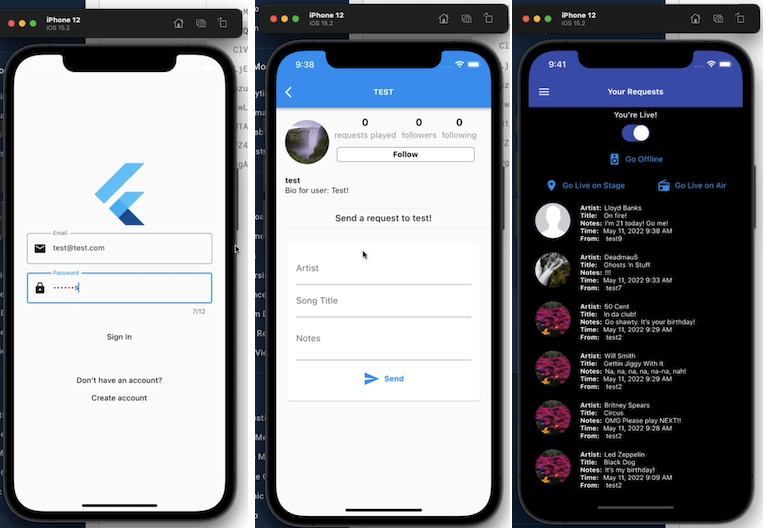 iPhone 12
iOS 15.2
Email
test@test.com
Password
······s
7/12
Sign In
Don't have an account?
Create account
iPhone 12
iOS 15.2
9:38
TEST
0 0 0
requests played followers following
Follow
test
Bio for user: Test!
Send a request to test!
Artist
Song Title
Notes
Send
iPhone 12
iOS 15.2
9:41
Your Requests
You're Live!
Go Offline
Go Live on Stage Go Live on Air
Artist: Lloyd Banks
Title: On fire!
Notes: I'm 21 today! Go me!
Time: May 11, 2022 9:38 AM
From: test9
Artist: Deadmau5
Title: Ghosts 'n Stuff
Notes: !!!
Time: May 11, 2022 9:33 AM
From: test7
Artist: 50 Cent
Title: In da club!
Notes: Go shawty. It's your birthday!
Time: May 11, 2022 9:29 AM
From: test2
Artist: Will Smith
Title: Gettin Jiggy With It
Notes: Na, na, na, na, na-na, nah!
Time: May 11, 2022 9:29 AM
From: test2
Artist: Britney Spears
Title: Circus
Notes: OMG Please play NEXT!!
Time: May 11, 2022 9:28 AM
From: test2
Artist: Led Zeppelin
Title: Black Dog
Notes: It's my birthday!
Time: May 11, 2022 9:26 AM
From: test2